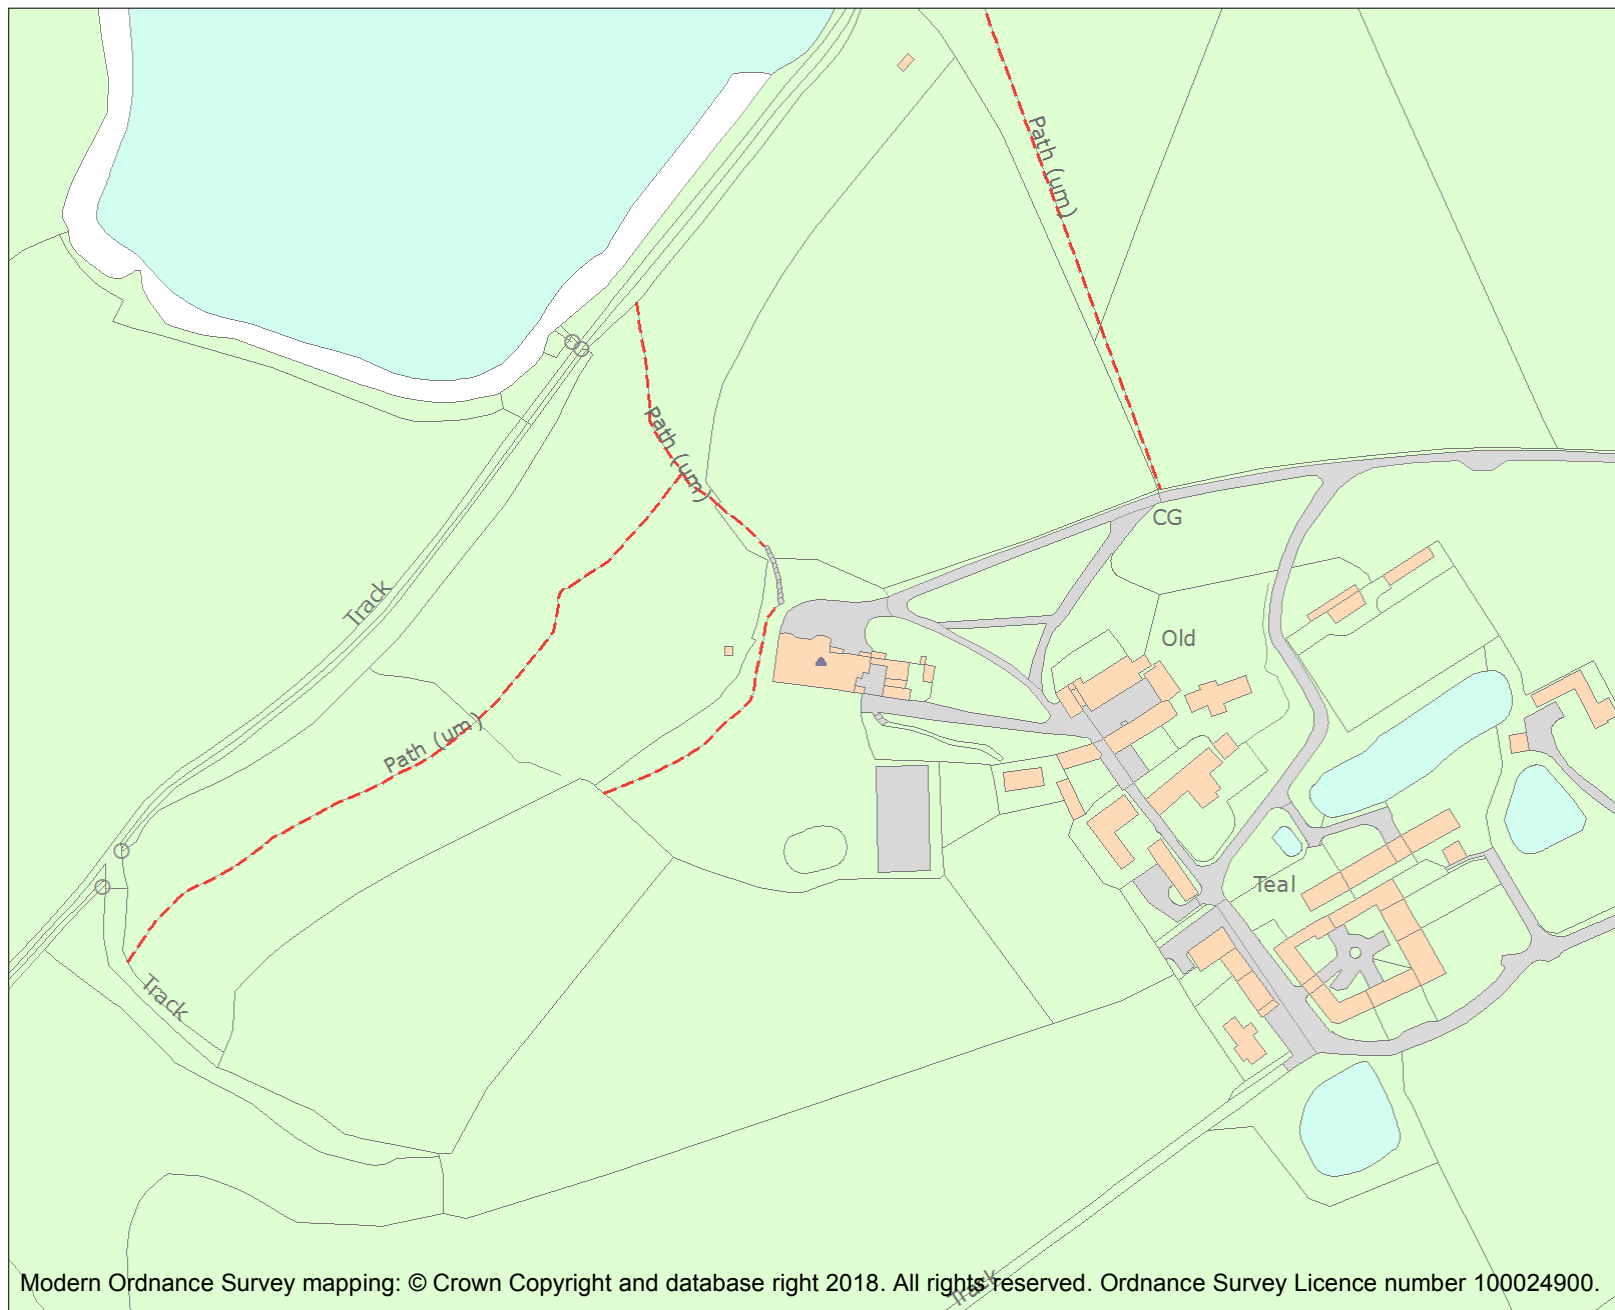 Path (um)
Path (um)
CG
Track
Old
Path (um)
Teal
Track
Track
Modern Ordnance Survey mapping: © Crown Copyright and database right 2018. All rights reserved. Ordnance Survey Licence number 100024900.